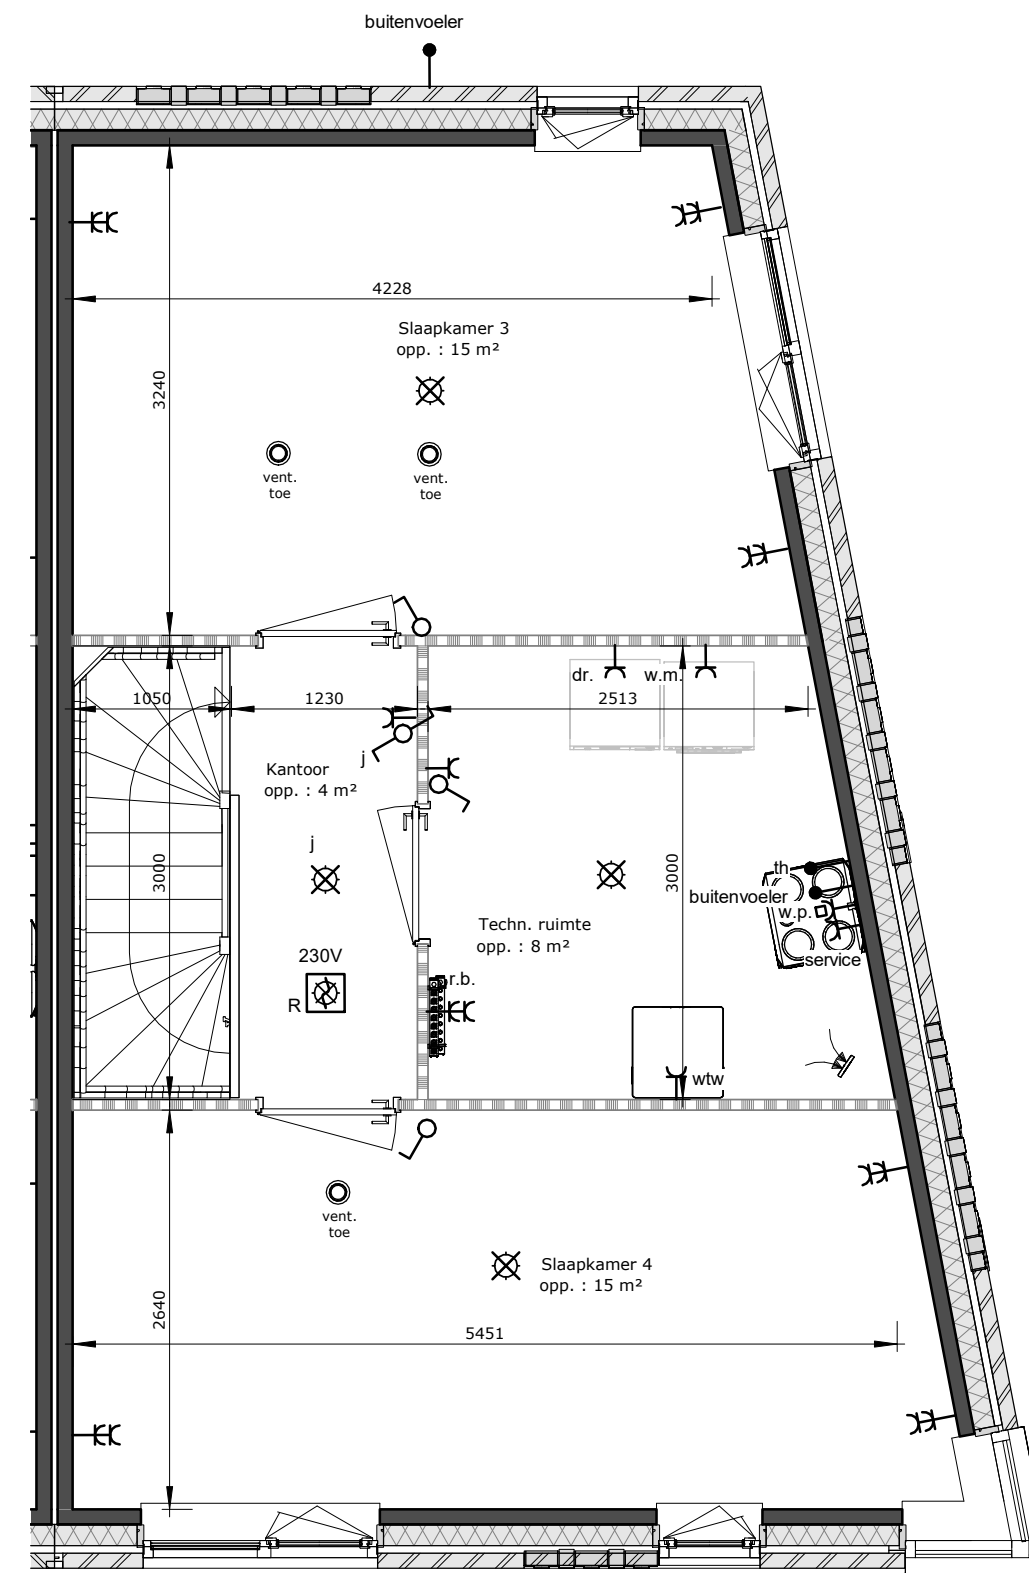 buitenvoeler
4228
Slaapkamer 3
opp. : 15 m²
3240
vent.
toe
vent.
toe
dr.
w.m.
1050
1230
2513
j
Kantoor
opp. : 4 m²
j
3000
3000
th
buitenvoeler
w.p.
service
Techn. ruimte
opp. : 8 m²
230V
R
r.b.
wtw
vent.
toe
Slaapkamer 4
opp. : 15 m²
2640
5451